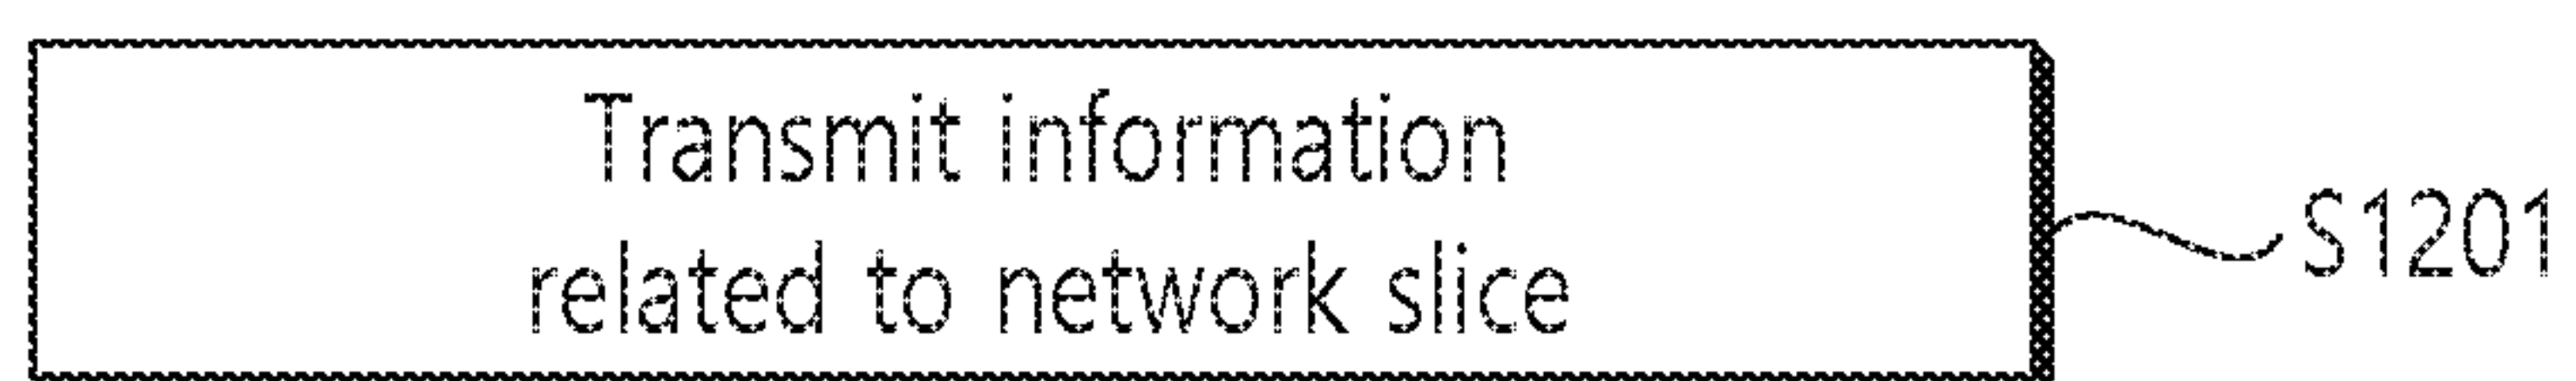 Transmit information
related to network slice
S1201